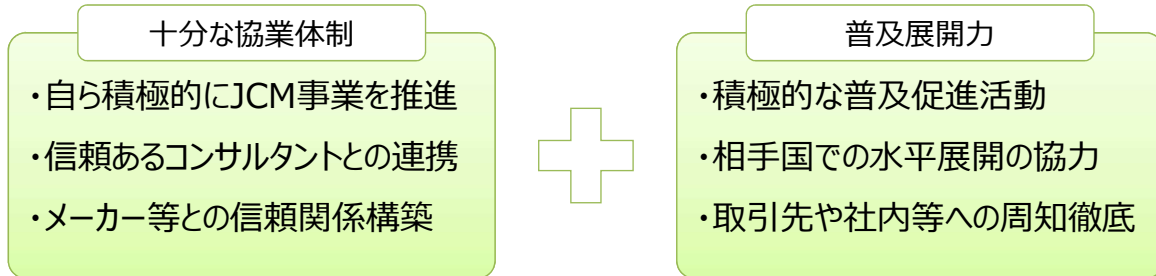 十分な協業体制
・自ら積極的にJCM事業を推進
・信頼あるコンサルタントとの連携
・メーカー等との信頼関係構築
普及展開力
・積極的な普及促進活動
・相手国での水平展開の協力
・取引先や社内等への周知徹底